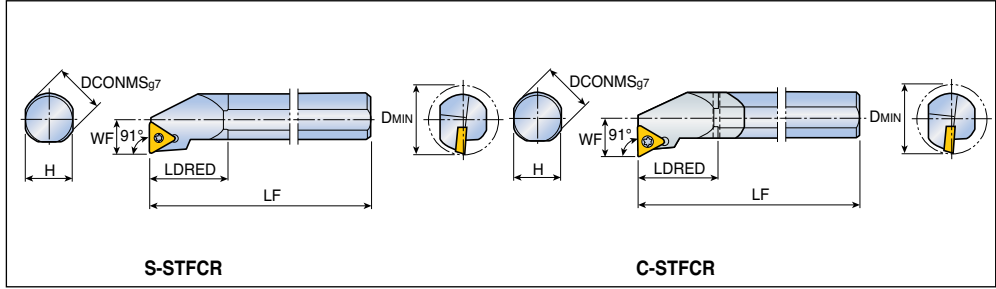 DCONMSg7
WF
91°
H
LDRED
LF
DMIN
S-STFCR
DCONMSg7
WF
91°
H
LDRED
LF
DMIN
C-STFCR